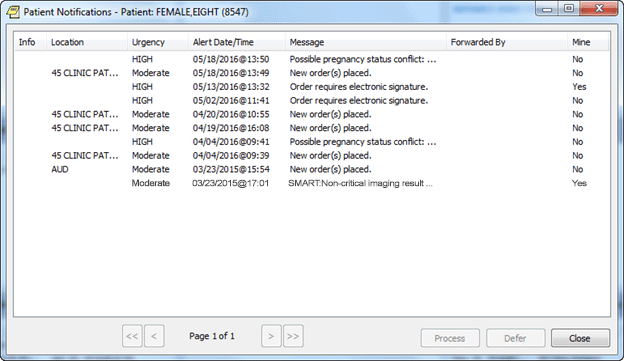 Patient Notifications - Patient: FEMALE,EIGHT (8547)
Info Location Urgency Alert Date/Time Message Forwarded By Mine
HIGH 05/18/2016@13:50 Possible pregnancy status conflict: ... No
45 CLINIC PAT... Moderate 05/18/2016@13:49 New order(s) placed. No
HIGH 05/13/2016@13:32 Order requires electronic signature. Yes
HIGH 05/02/2016@11:41 Order requires electronic signature. No
45 CLINIC PAT... Moderate 04/20/2016@10:55 New order(s) placed. No
45 CLINIC PAT... Moderate 04/19/2016@16:08 New order(s) placed. No
HIGH 04/04/2016@09:41 Possible pregnancy status conflict: ... No
45 CLINIC PAT... Moderate 04/04/2016@09:39 New order(s) placed. No
AUD Moderate 03/23/2015@15:54 New order(s) placed. No
Moderate 03/23/2015@17:01 SMART:Non-critical imaging result ... Yes
<< < Page 1 of 1 > >> Process Defer Close